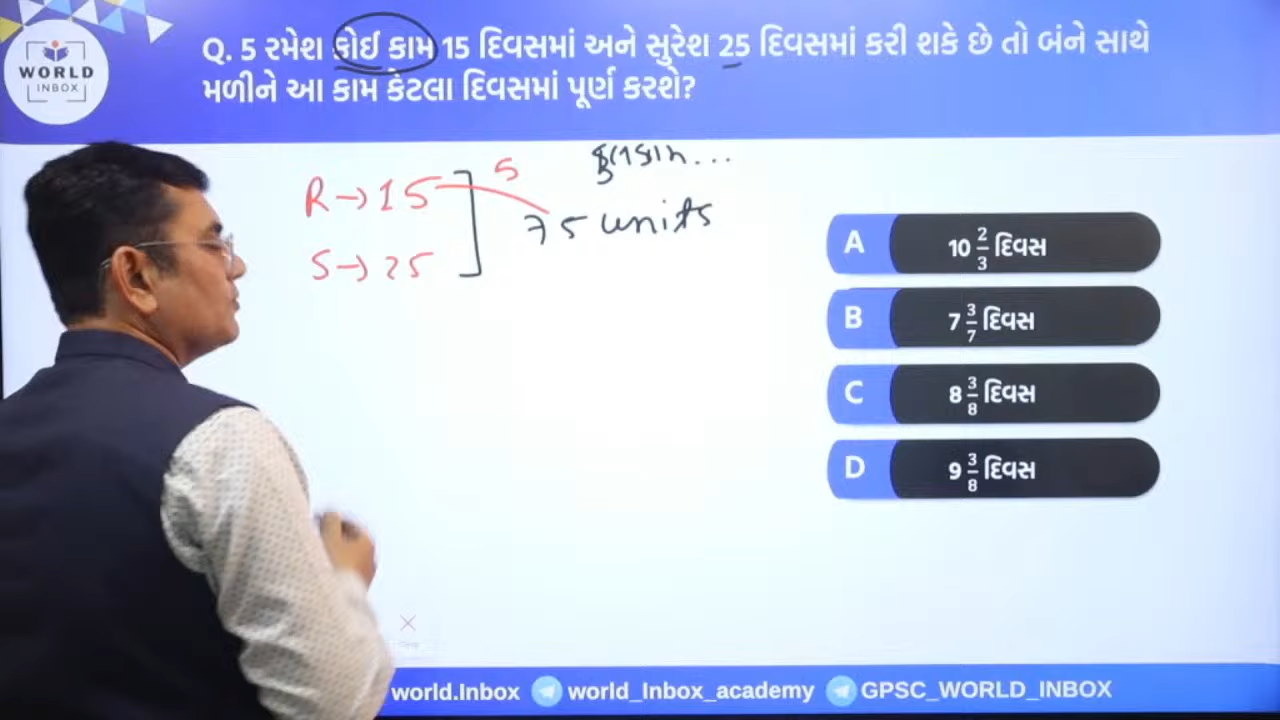 WORLD
INBOX
Q. 5 રમેશ કોઈ કામ 15 દિવસમાં અને સુરેશ 25 દિવસમાં કરી શકે છે તો બંને સાથે
મળીને આ કામ કેટલા દિવસમાં પૂર્ણ કરશે?
R→15
5
કુલકામ...
75 units
S→25
A 10 2/3 દિવસ
B 7 3/7 દિવસ
C 8 3/8 દિવસ
D 9 3/8 દિવસ
world.Inbox world_Inbox_academy GPSC_WORLD_INBOX